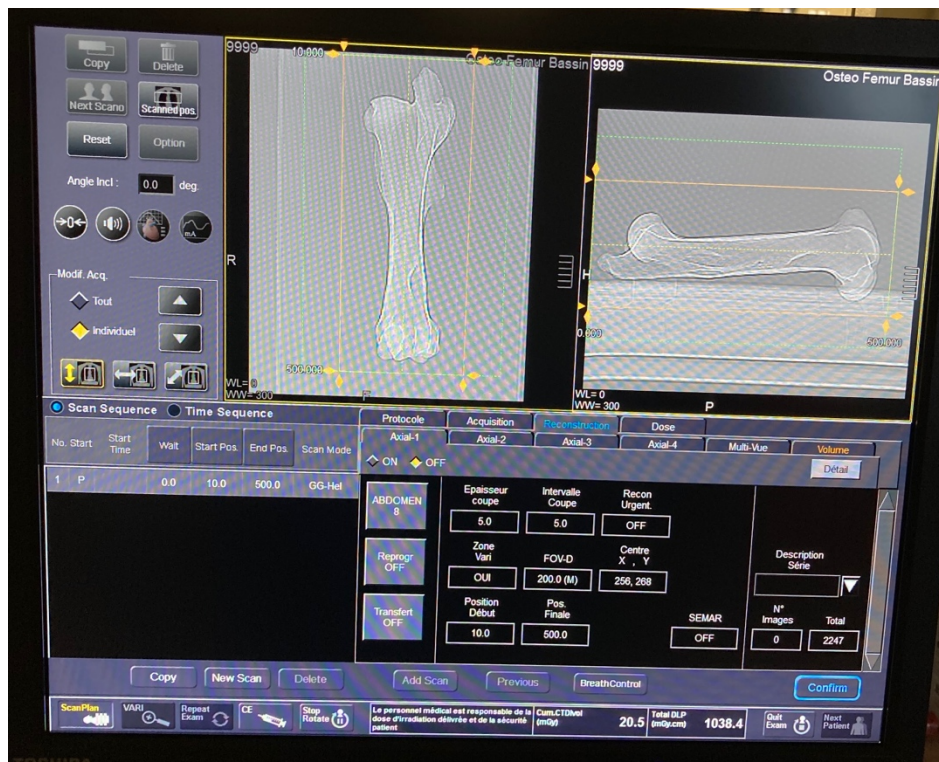 Copy
Delete
Next Scano
Scanned pos.
Reset
Option
Angle Incl :
0.0
deg.
mA
Modif. Acq.
Tout
Individuel
9999
10.000
Osteo Femur Bassin
R
500.000
WL= 0
WW= 300
F
9999
Osteo Femur Bassin
H
0.000
500.000
WL= 0
WW= 300
P
Scan Sequence
Time Sequence
No. Start
Start Time
Wait
Start Pos.
End Pos.
Scan Mode
1 P 0.0 10.0 500.0 GG-Hel
Protocole
Acquisition
Reconstruction
Dose
Axial-1
Axial-2
Axial-3
Axial-4
Multi-Vue
Volume
ON
OFF
Détail
ABDOMEN
8
Reprogr
OFF
Transfert
OFF
Epaisseur
coupe
5.0
Intervalle
Coupe
5.0
Recon
Urgent.
OFF
Zone
Vari
OUI
FOV-D
200.0 (M)
Centre
X , Y
256, 268
Position
Début
10.0
Pos.
Finale
500.0
SEMAR
OFF
Description
Série
N°
Images
0
Total
2247
Copy
New Scan
Delete
Add Scan
Previous
BreathControl
Confirm
ScanPlan
VARI
Repeat
Exam
CE
Stop
Rotate
Le personnel médical est responsable de la
dose d'irradiation délivrée et de la sécurité
patient
Cum.CTDIvol
(mGy)
20.5
Total DLP
(mGy.cm)
1038.4
Quit
Exam
Next
Patient
TOSHIBA